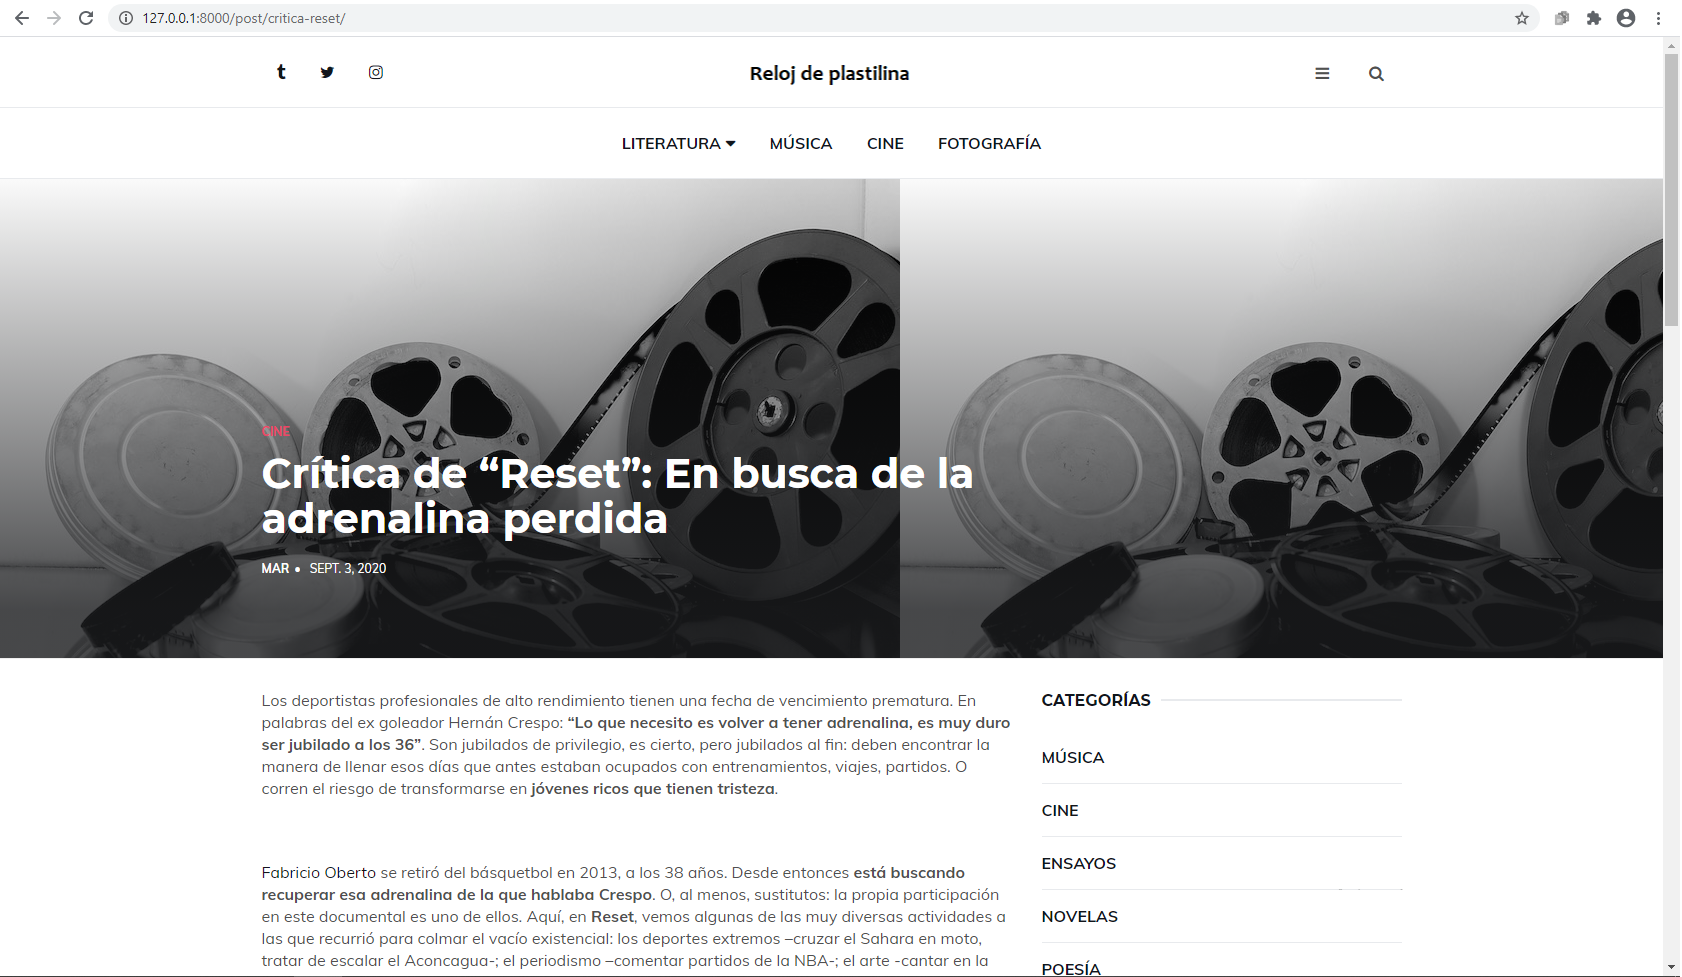 127.0.0.1:8000/post/critica-reset/
Reloj de plastilina
LITERATURA MÚSICA CINE FOTOGRAFÍA
CINE
Crítica de “Reset”: En busca de la
adrenalina perdida
MAR • SEPT. 3, 2020
Los deportistas profesionales de alto rendimiento tienen una fecha de vencimiento prematura. En
palabras del ex goleador Hernán Crespo: “Lo que necesito es volver a tener adrenalina, es muy duro
ser jubilado a los 36”. Son jubilados de privilegio, es cierto, pero jubilados al fin: deben encontrar la
manera de llenar esos días que antes estaban ocupados con entrenamientos, viajes, partidos. O
corren el riesgo de transformarse en jóvenes ricos que tienen tristeza.
Fabricio Oberto se retiró del básquetbol en 2013, a los 38 años. Desde entonces está buscando
recuperar esa adrenalina de la que hablaba Crespo. O, al menos, sustitutos: la propia participación
en este documental es uno de ellos. Aquí, en Reset, vemos algunas de las muy diversas actividades a
las que recurrió para colmar el vacío existencial: los deportes extremos –cruzar el Sahara en moto,
tratar de escalar el Aconcagua-; el periodismo –comentar partidos de la NBA-; el arte -cantar en la
CATEGORÍAS
MÚSICA
CINE
ENSAYOS
NOVELAS
POESÍA